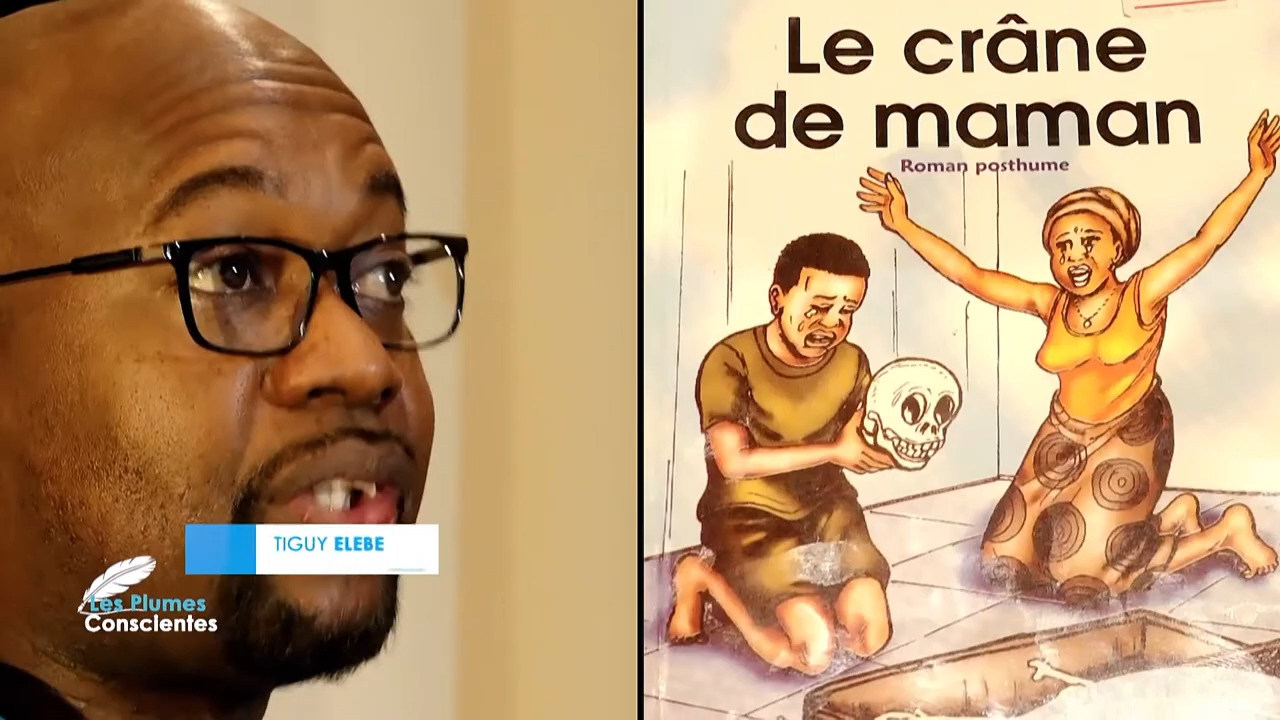 TIGUY ELEBE
Les Plumes
Conscientes
Le crâne
de maman
Roman posthume